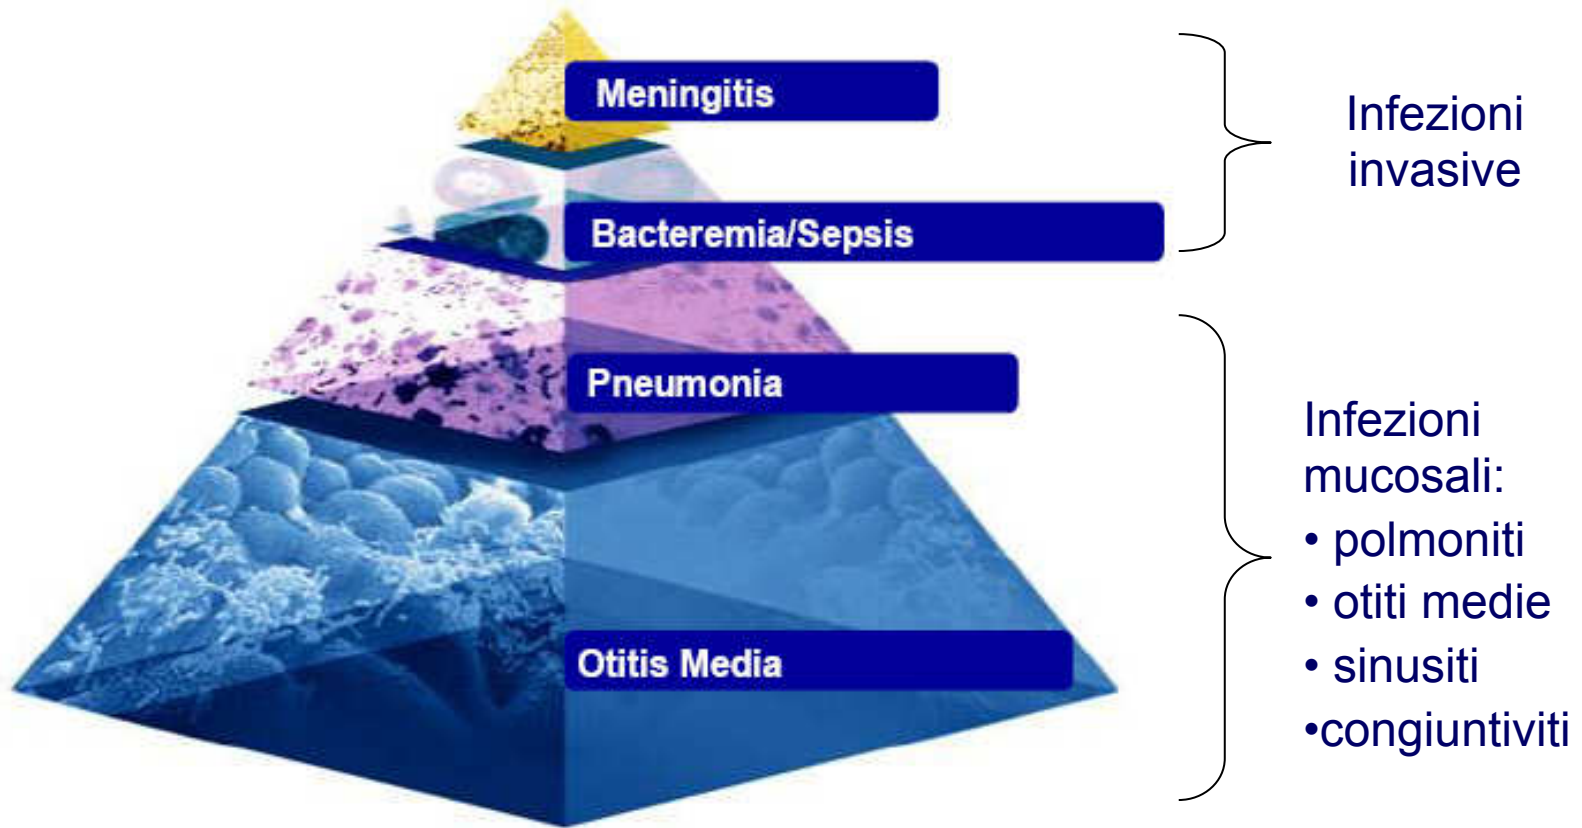 Meningitis
Bacteremia/Sepsis
Pneumonia
Otitis Media
Infezioni
invasive
Infezioni
mucosali:
• polmoniti
• otiti medie
• sinusiti
•congiuntiviti